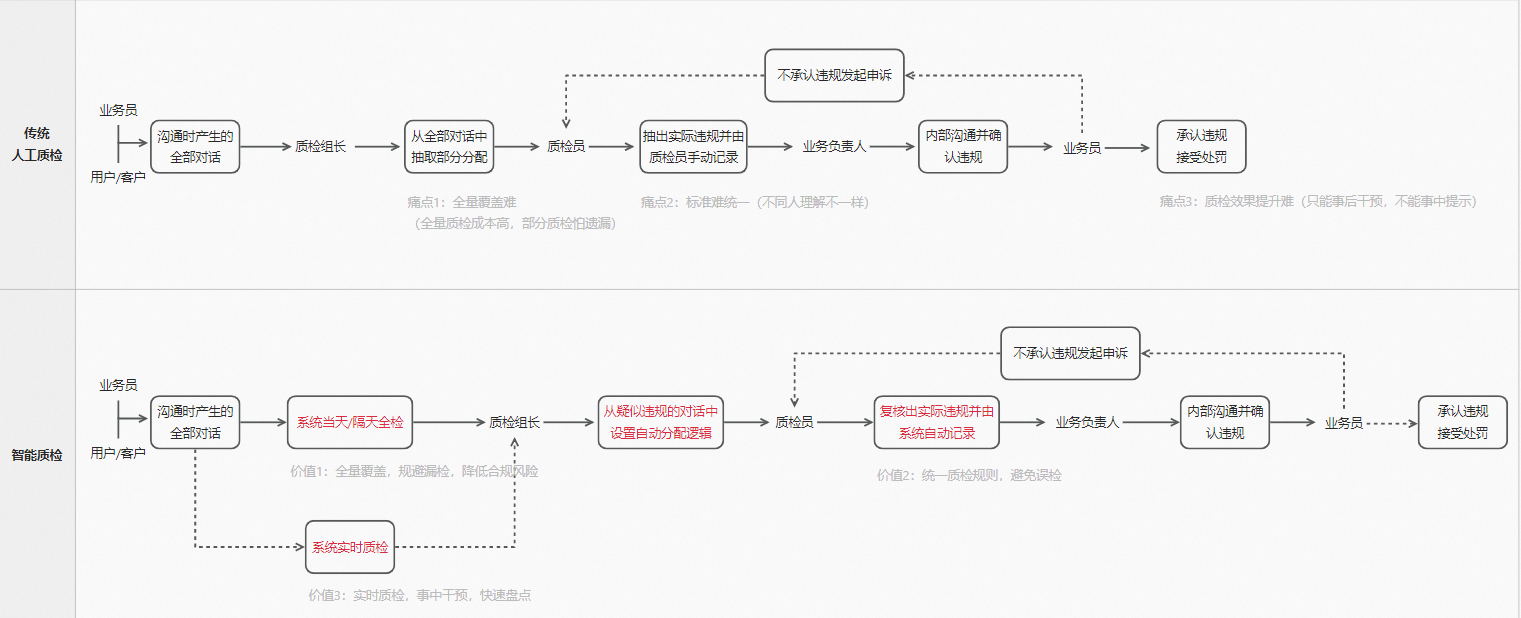 传统
人工质检
业务员
用户/客户
沟通时产生的
全部对话
质检组长
从全部对话中
抽取部分分配
质检员
抽出实际违规并由
质检员手动记录
业务负责人
内部沟通并确
认违规
业务员
承认违规
接受处罚
不承认违规发起申诉
痛点1：全量覆盖难
（全量质检成本高，部分质检怕遗漏）
痛点2：标准难统一（不同人理解不一样）
痛点3：质检效果提升难（只能事后干预，不能事中提示）
智能质检
业务员
用户/客户
沟通时产生的
全部对话
系统当天/隔天全检
质检组长
从疑似违规的对话中
设置自动分配逻辑
质检员
复核出实际违规并由
系统自动记录
业务负责人
内部沟通并确
认违规
业务员
承认违规
接受处罚
不承认违规发起申诉
价值1：全量覆盖，规避漏检，降低合规风险
价值2：统一质检规则，避免误检
系统实时质检
价值3：实时质检，事中干预，快速盘点